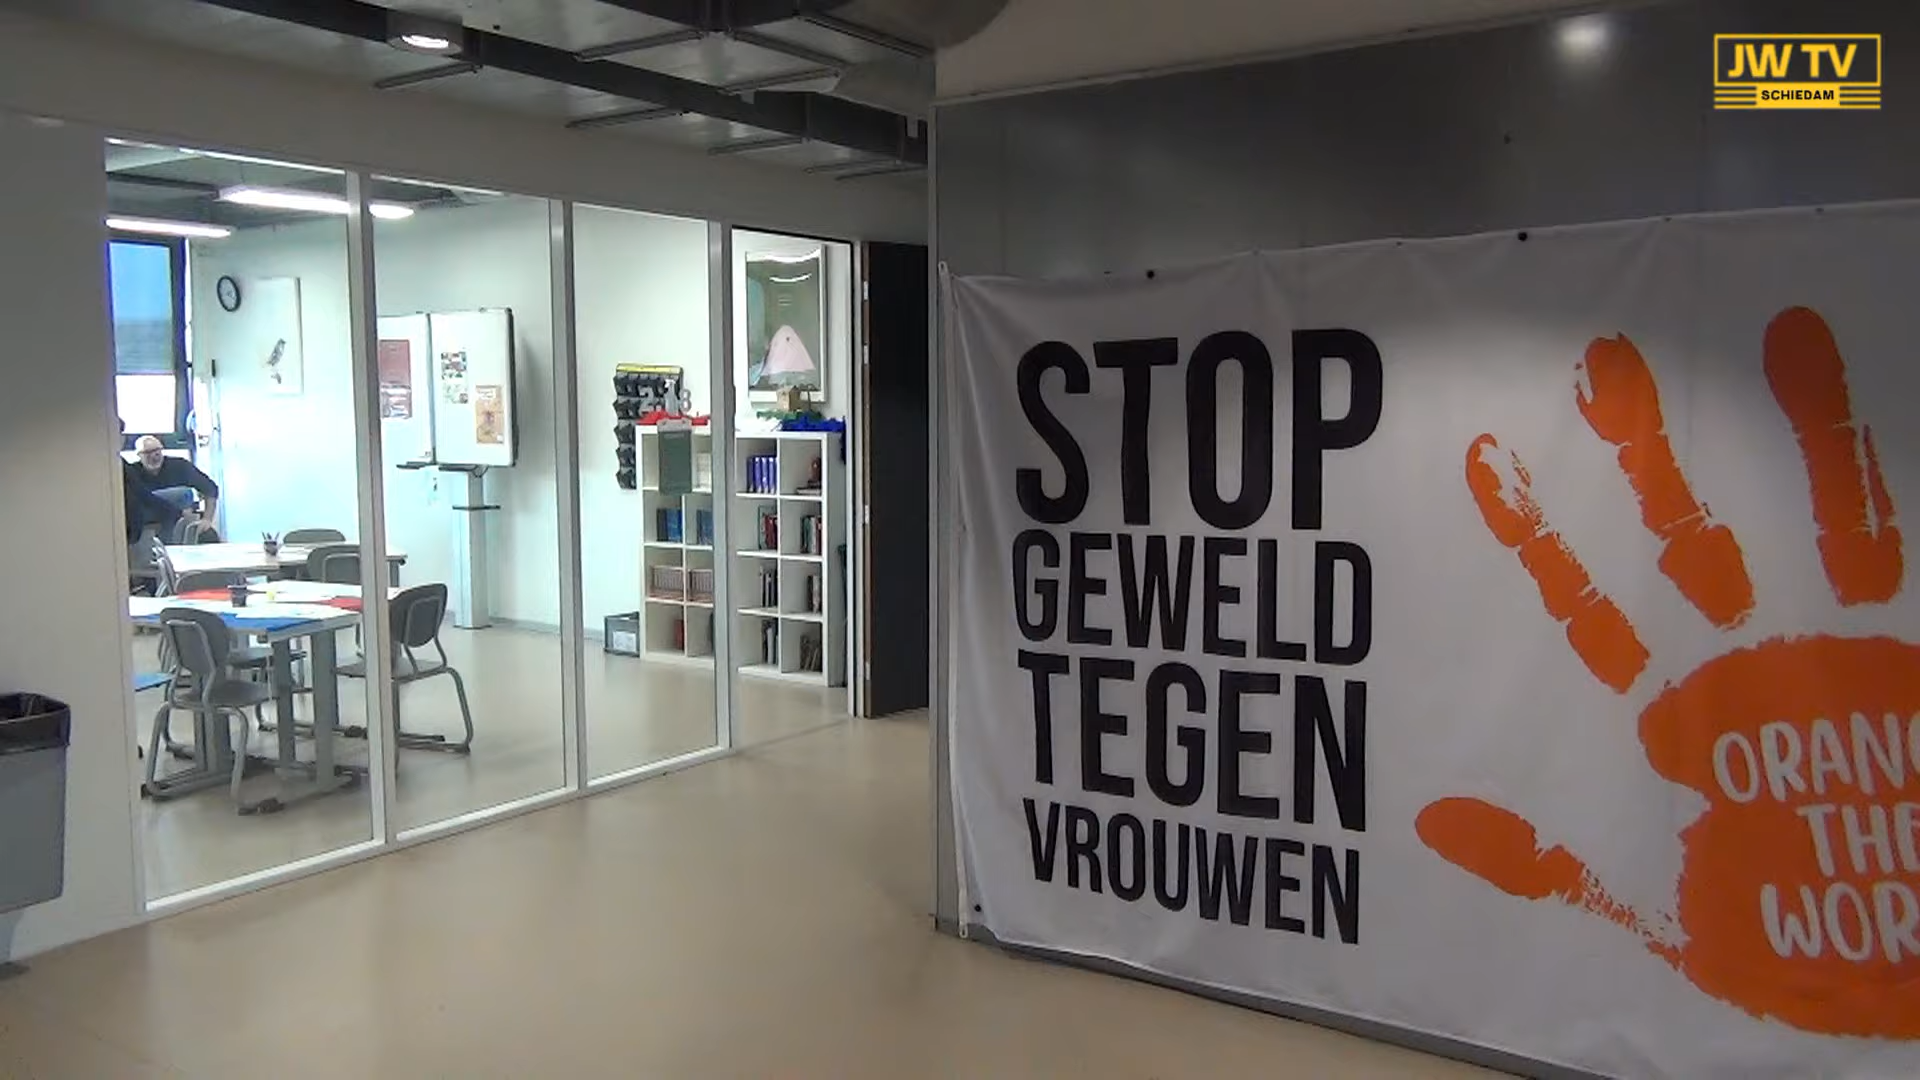 JW TV
SCHIEDAM
STOP
GEWELD
TEGEN
VROUWEN
ORANG
THE
WOR